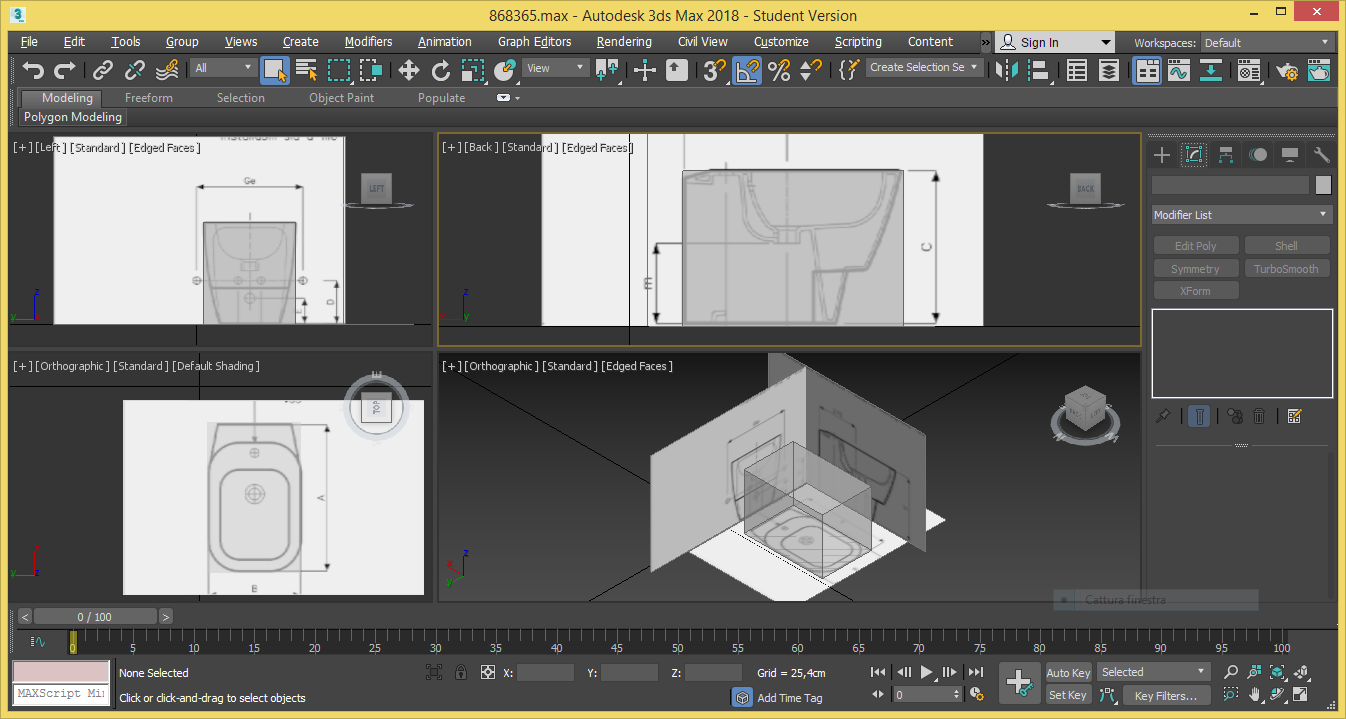 868365.max - Autodesk 3ds Max 2018 - Student Version
File Edit Tools Group Views Create Modifiers Animation Graph Editors Rendering Civil View Customize Scripting Content » Sign In Workspaces: Default
All View Create Selection Se
Modeling Freeform Selection Object Paint Populate
Polygon Modeling
[+] [Left] [Standard] [Edged Faces]
Ge
D
LEFT
z
y
[+] [Back] [Standard] [Edged Faces]
E
C
BACK
z
x
y
[+] [Orthographic] [Standard] [Default Shading]
E
TOP
A
B
x
y
[+] [Orthographic] [Standard] [Edged Faces]
z
x
y
Modifier List
Edit Poly Shell
Symmetry TurboSmooth
XForm
Cattura finestra
< 0 / 100 >
0 5 10 15 20 25 30 35 40 45 50 55 60 65 70 75 80 85 90 95 100
MAXScript Mi
None Selected
Click or click-and-drag to select objects
X: Y: Z: Grid = 25,4cm
Add Time Tag
0
Auto Key Selected
Set Key Key Filters...